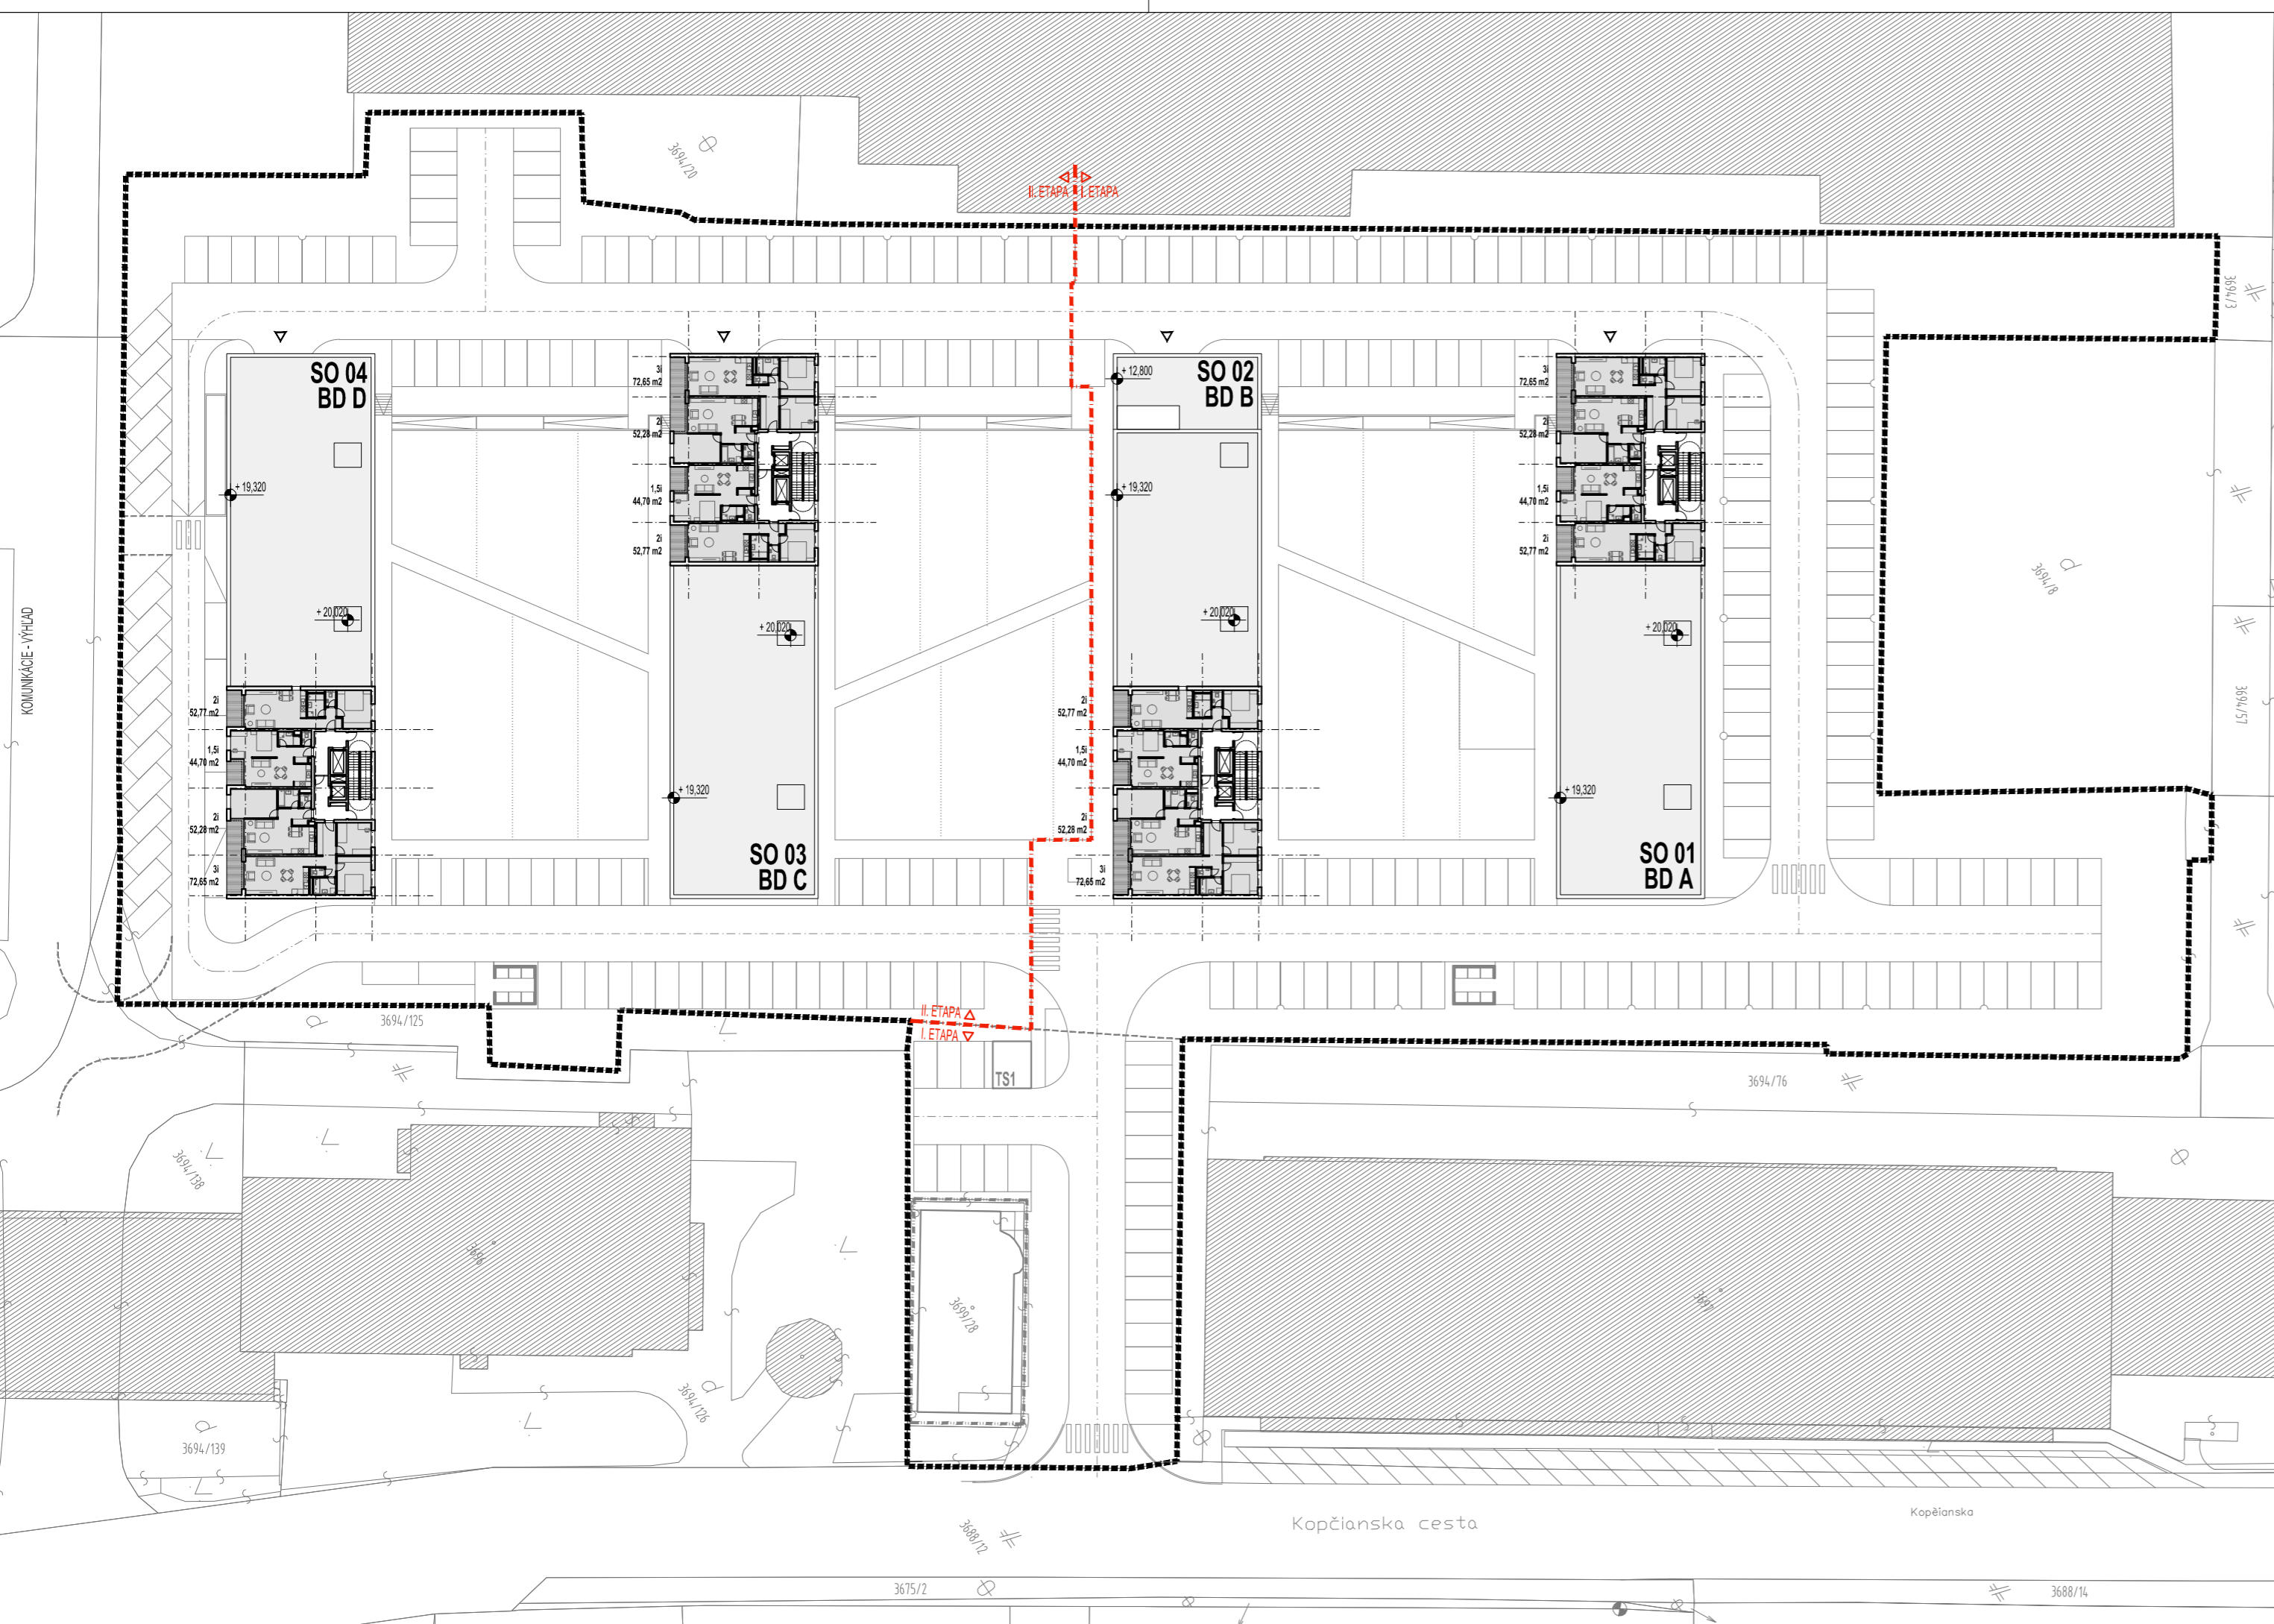 3694/20
II. ETAPA
I. ETAPA
3694/3
SO 04
BD D
3i
72,65 m2
2i
52,28 m2
1,5i
44,70 m2
2i
52,77 m2
+ 12,800
SO 02
BD B
3i
72,65 m2
2i
52,28 m2
1,5i
44,70 m2
2i
52,77 m2
+ 19,320
+ 19,320
+ 20,020
+ 20,020
+ 20,020
+ 20,020
3694/8
KOMUNIKÁCIE - VÝHĽAD
3694/57
2i
52,77 m2
1,5i
44,70 m2
2i
52,28 m2
3i
72,65 m2
+ 19,320
SO 03
BD C
2i
52,77 m2
1,5i
44,70 m2
2i
52,28 m2
3i
72,65 m2
+ 19,320
SO 01
BD A
II. ETAPA
I. ETAPA
3694/125
TS1
3694/76
3694/138
3696
3699/28
3697
3694/126
3694/139
3688/12
Kopčianska cesta
Kopčianska
3675/2
3688/14